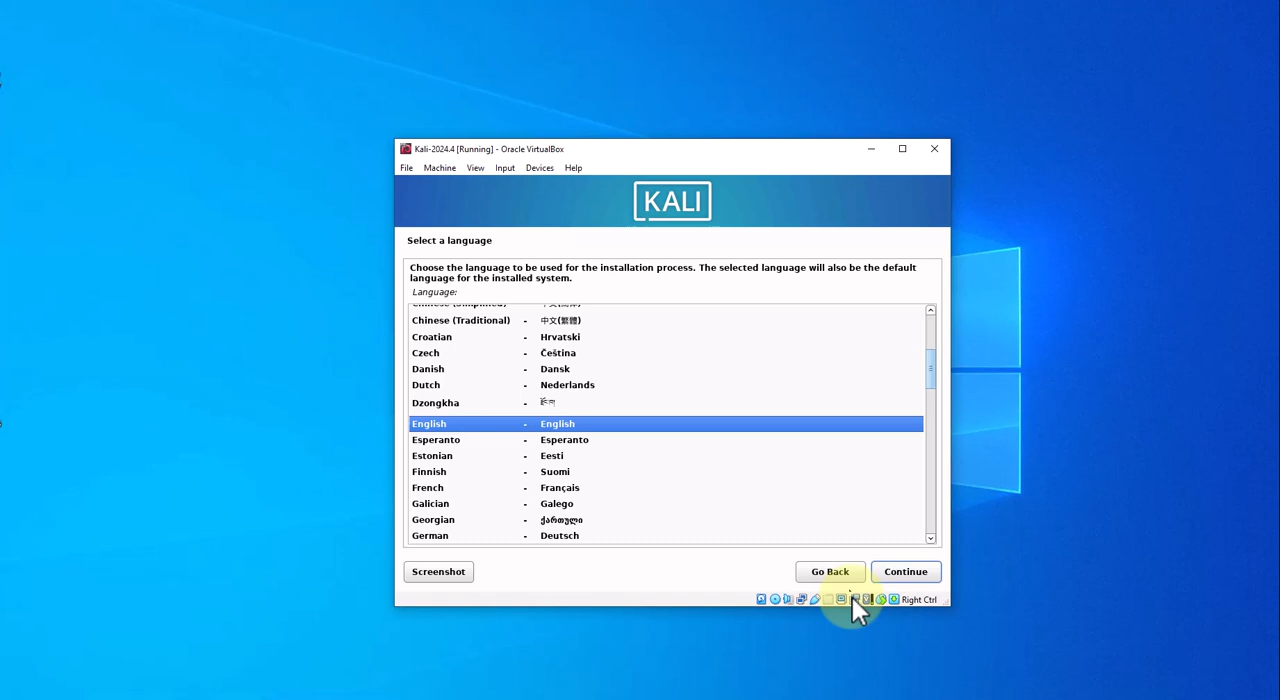 Kali-2024.4 [Running] - Oracle VirtualBox
File Machine View Input Devices Help
KALI
Select a language
Choose the language to be used for the installation process. The selected language will also be the default
language for the installed system.
Language:
Chinese (Simplified) - 中文(简体)
Chinese (Traditional) - 中文(繁體)
Croatian - Hrvatski
Czech - Čeština
Danish - Dansk
Dutch - Nederlands
Dzongkha - རྫོང་ཁ།
English - English
Esperanto - Esperanto
Estonian - Eesti
Finnish - Suomi
French - Français
Galician - Galego
Georgian - ქართული
German - Deutsch
Screenshot Go Back Continue
Right Ctrl